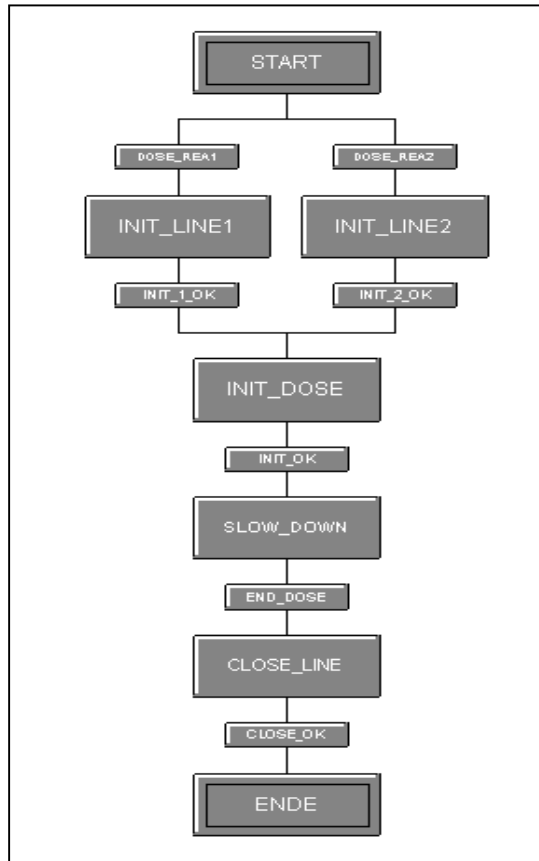 START
DOSE_REA1 DOSE_REA2
INIT_LINE1 INIT_LINE2
INIT_1_OK INIT_2_OK
INIT_DOSE
INIT_OK
SLOW_DOWN
END_DOSE
CLOSE_LINE
CLOSE_OK
ENDE